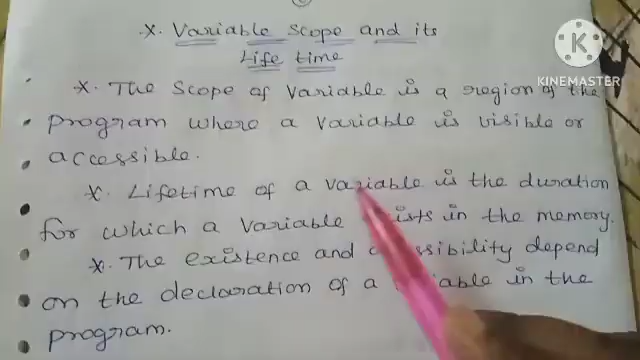 * Variable Scope and its
Life time
KINEMASTER
* The Scope of Variable is a region of the
program where a variable is visible or
accessible.
* Lifetime of a variable is the duration
for which a variable in the memory.
* The existence and depend
on the declaration of a in the
program.